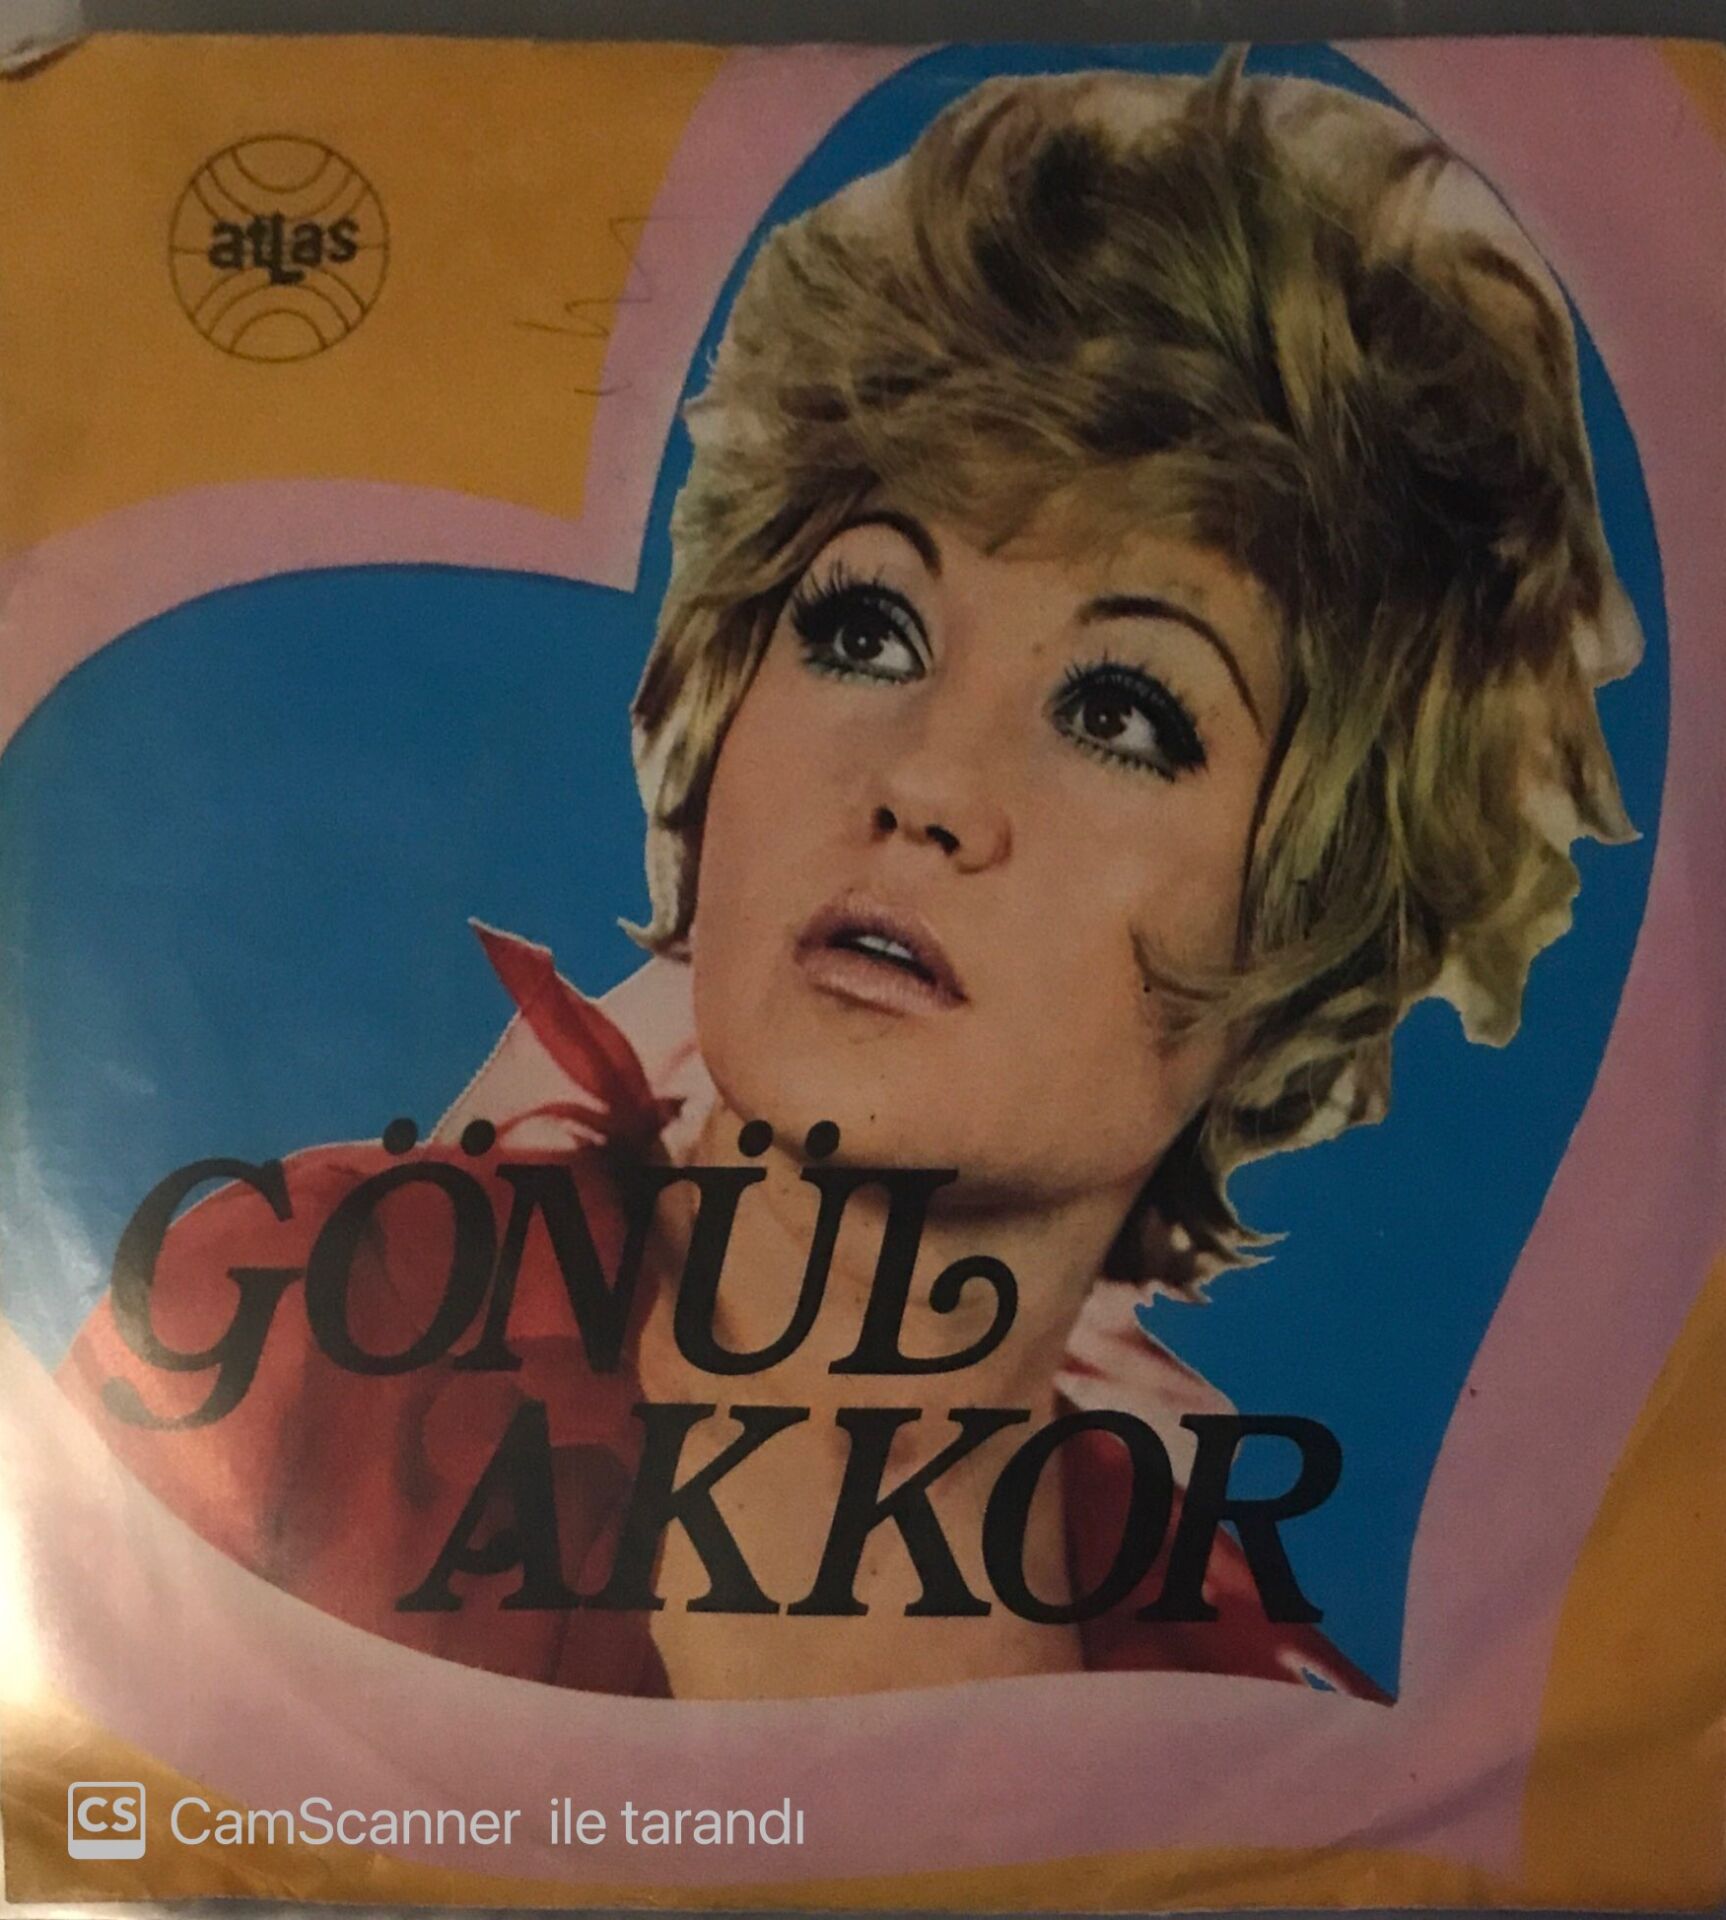 atlas
GÖNÜL
AKKOR
CS CamScanner ile tarandı